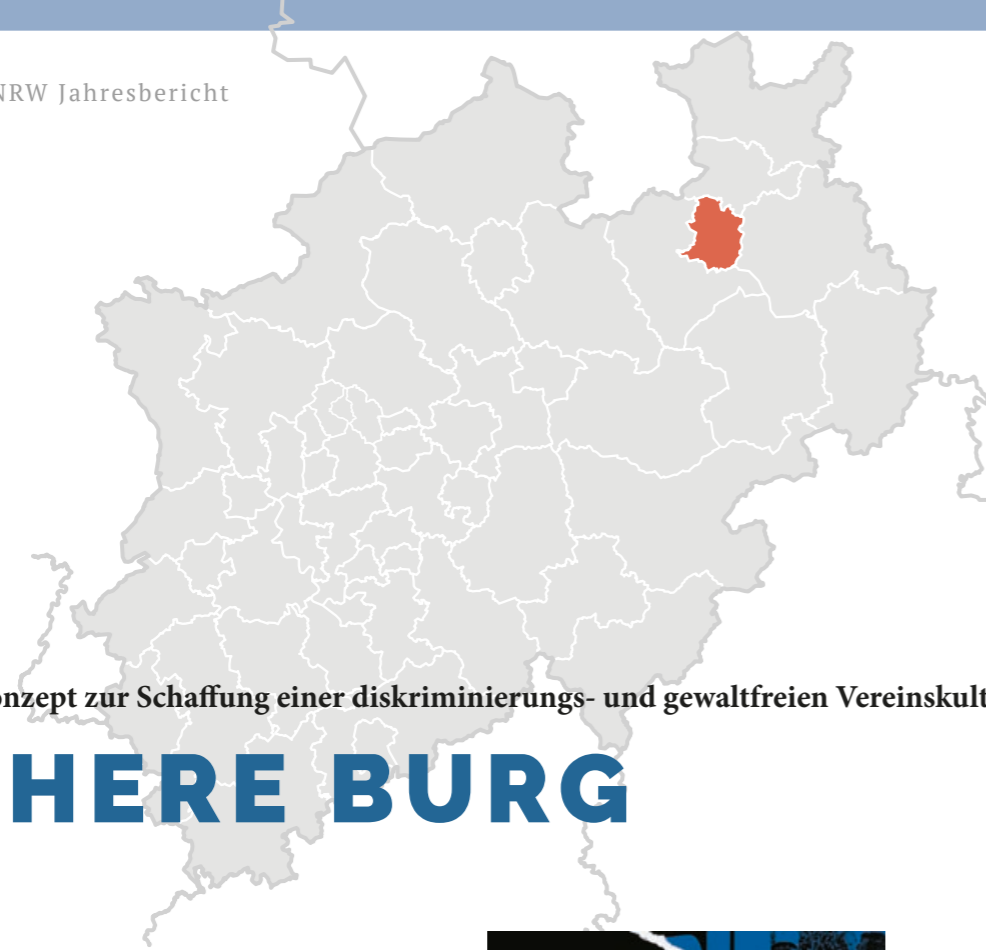 NRW Jahresbericht
onzept zur Schaffung einer diskriminierungs- und gewaltfreien Vereinskult
HERE BURG